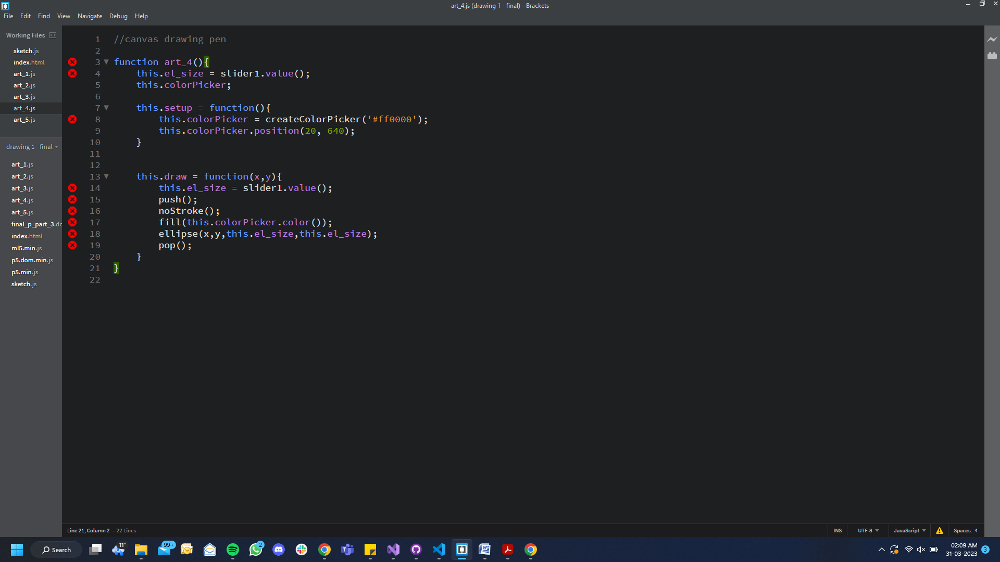 art_4.js (drawing 1 - final) - Brackets
File Edit Find View Navigate Debug Help
Working Files
sketch.js
index.html
art_1.js
art_2.js
art_3.js
art_4.js
art_5.js
drawing 1 - final
art_1.js
art_2.js
art_3.js
art_4.js
art_5.js
final_p_part_3.dc
index.html
ml5.min.js
p5.dom.min.js
p5.min.js
sketch.js
1 //canvas drawing pen
2
3 function art_4(){
4     this.el_size = slider1.value();
5     this.colorPicker;
6
7     this.setup = function(){
8         this.colorPicker = createColorPicker('#ff0000');
9         this.colorPicker.position(20, 640);
10     }
11
12
13     this.draw = function(x,y){
14         this.el_size = slider1.value();
15         push();
16         noStroke();
17         fill(this.colorPicker.color());
18         ellipse(x,y,this.el_size,this.el_size);
19         pop();
20     }
21 }
22
Line 21, Column 2 — 22 Lines
INS UTF-8 JavaScript Spaces: 4
Search
11°
99+
2
02:09 AM
31-03-2023
3